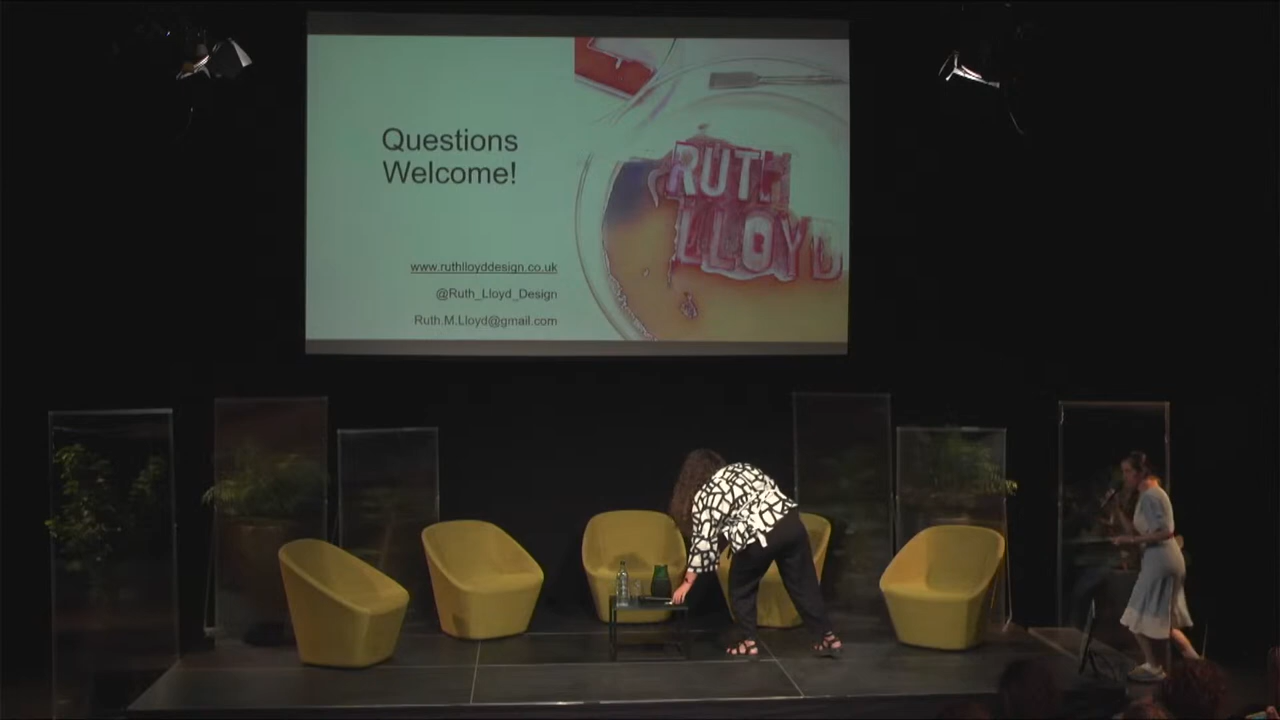 Questions
Welcome!
www.ruthlloyddesign.co.uk
@Ruth_Lloyd_Design
Ruth.M.Lloyd@gmail.com
RUTH
LLOYD